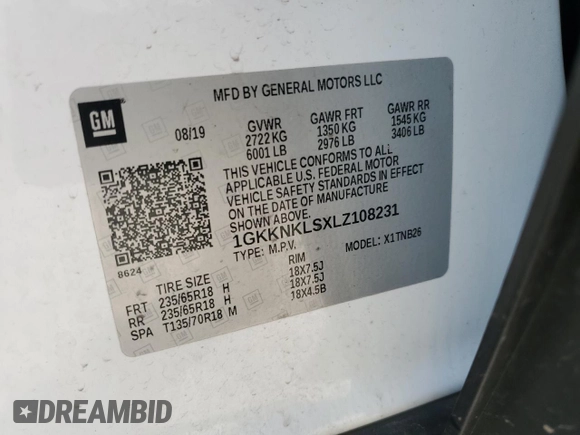 MFD BY GENERAL MOTORS LLC
GM
08/19
GVWR GAWR FRT GAWR RR
2722 KG 1350 KG 1545 KG
6001 LB 2976 LB 3406 LB
THIS VEHICLE CONFORMS TO ALL
APPLICABLE U.S. FEDERAL MOTOR
VEHICLE SAFETY STANDARDS IN EFFECT
ON THE DATE OF MANUFACTURE
SHOWN ABOVE.
1GKKNKLSXLZ108231
TYPE: M.P.V. MODEL: X1TNB26
8624
TIRE SIZE RIM
FRT 235/65R18 H 18X7.5J
RR 235/65R18 H 18X7.5J
SPA T135/70R18 M 18X4.5B
DREAMBID